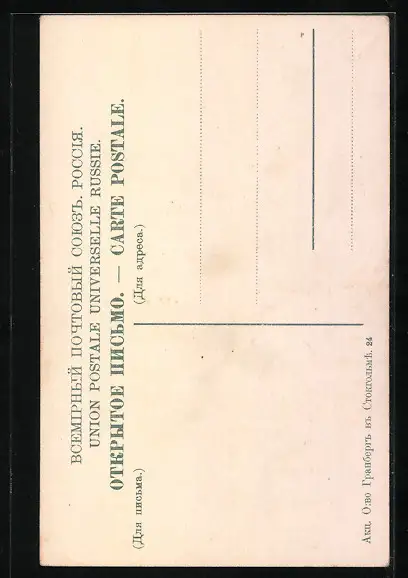 ВСЕМІРНЫЙ ПОЧТОВЫЙ СОЮЗЪ. РОССІЯ.
UNION POSTALE UNIVERSELLE RUSSIE.
ОТКРЫТОЕ ПИСЬМО. — CARTE POSTALE.
(Для письма.) (Для адреса.)
Акц. О:во Гранбергъ въ Стокгольмѣ. 24